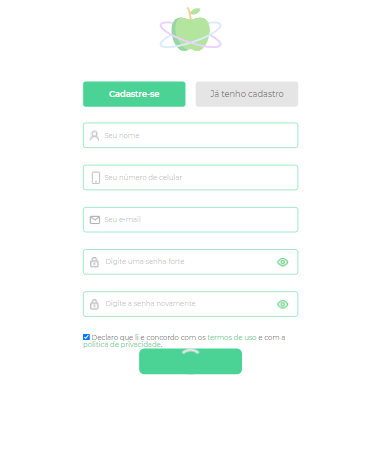 Cadastre-se
Já tenho cadastro
Seu nome
Seu número de celular
Seu e-mail
Digite uma senha forte
Digite a senha novamente
Declaro que li e concordo com os termos de uso e com a
política de privacidade.